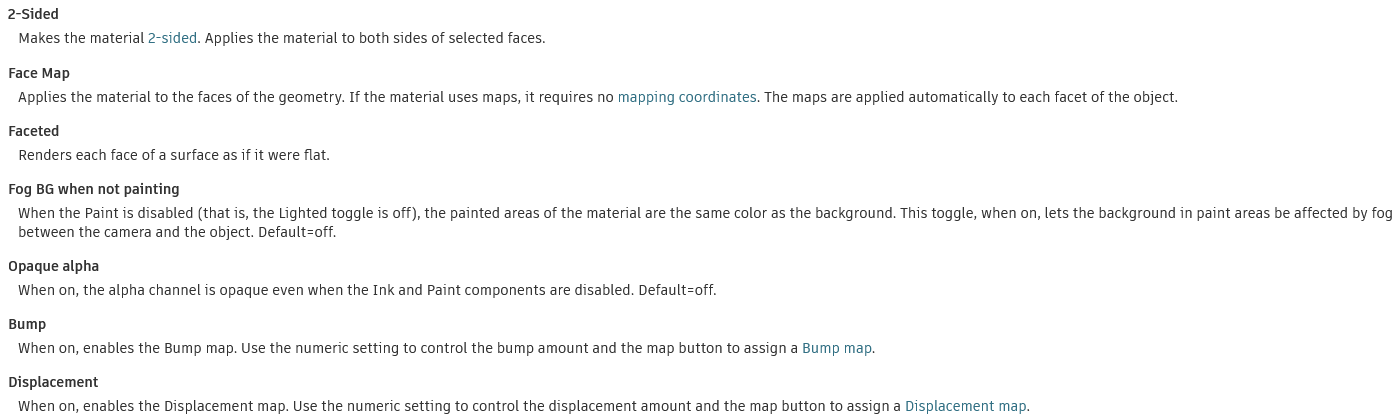 2-Sided
Makes the material 2-sided. Applies the material to both sides of selected faces.
Face Map
Applies the material to the faces of the geometry. If the material uses maps, it requires no mapping coordinates. The maps are applied automatically to each facet of the object.
Faceted
Renders each face of a surface as if it were flat.
Fog BG when not painting
When the Paint is disabled (that is, the Lighted toggle is off), the painted areas of the material are the same color as the background. This toggle, when on, lets the background in paint areas be affected by fog
between the camera and the object. Default=off.
Opaque alpha
When on, the alpha channel is opaque even when the Ink and Paint components are disabled. Default=off.
Bump
When on, enables the Bump map. Use the numeric setting to control the bump amount and the map button to assign a Bump map.
Displacement
When on, enables the Displacement map. Use the numeric setting to control the displacement amount and the map button to assign a Displacement map.